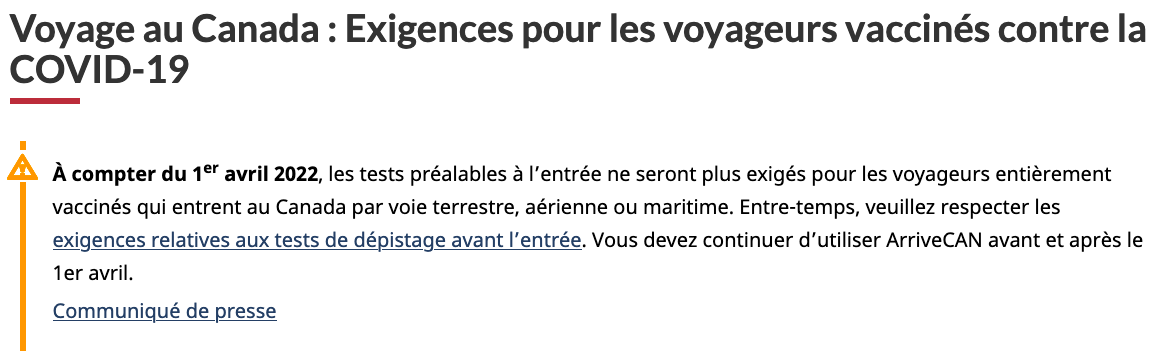 Voyage au Canada : Exigences pour les voyageurs vaccinés contre la
COVID-19
À compter du 1er avril 2022, les tests préalables à l’entrée ne seront plus exigés pour les voyageurs entièrement
vaccinés qui entrent au Canada par voie terrestre, aérienne ou maritime. Entre-temps, veuillez respecter les
exigences relatives aux tests de dépistage avant l’entrée. Vous devez continuer d’utiliser ArriveCAN avant et après le
1er avril.
Communiqué de presse